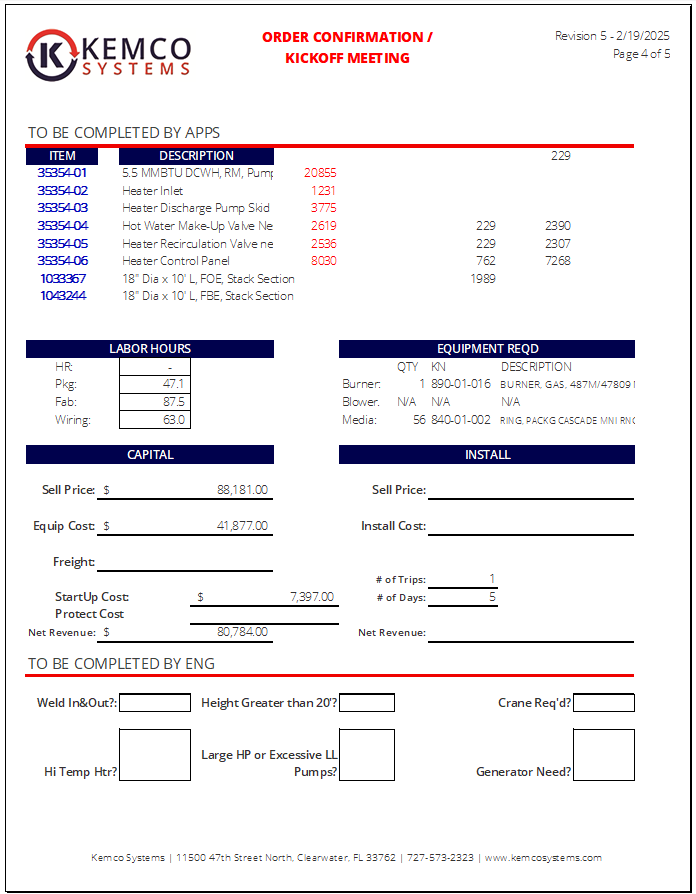 KEMCO
SYSTEMS
ORDER CONFIRMATION /
KICKOFF MEETING
Revision 5 - 2/19/2025
Page 4 of 5
TO BE COMPLETED BY APPS
ITEM DESCRIPTION 229
35354-01 5.5 MMBTU DCWH, RM, Pump 20855
35354-02 Heater Inlet 1231
35354-03 Heater Discharge Pump Skid 3775
35354-04 Hot Water Make-Up Valve Ne 2619 229 2390
35354-05 Heater Recirculation Valve ne 2536 229 2307
35354-06 Heater Control Panel 8030 762 7268
1033367 18" Dia x 10' L, FOE, Stack Section 1989
1043244 18" Dia x 10' L, FBE, Stack Section
LABOR HOURS EQUIPMENT REQD
HR: - QTY KN DESCRIPTION
Pkg: 47.1 Burner: 1 890-01-016 BURNER, GAS, 487M/47809
Fab: 87.5 Blower: N/A N/A N/A
Wiring: 63.0 Media: 56 840-01-002 RING, PACKG CASCADE MNI RNG
CAPITAL INSTALL
Sell Price: $ 88,181.00 Sell Price:
Equip Cost: $ 41,877.00 Install Cost:
Freight:
# of Trips: 1
StartUp Cost: $ 7,397.00 # of Days: 5
Protect Cost
Net Revenue: $ 80,784.00 Net Revenue:
TO BE COMPLETED BY ENG
Weld In&Out?: Height Greater than 20'? Crane Req'd?
Large HP or Excessive LL
Hi Temp Htr? Pumps? Generator Need?
Kemco Systems | 11500 47th Street North, Clearwater, FL 33762 | 727-573-2323 | www.kemcosystems.com